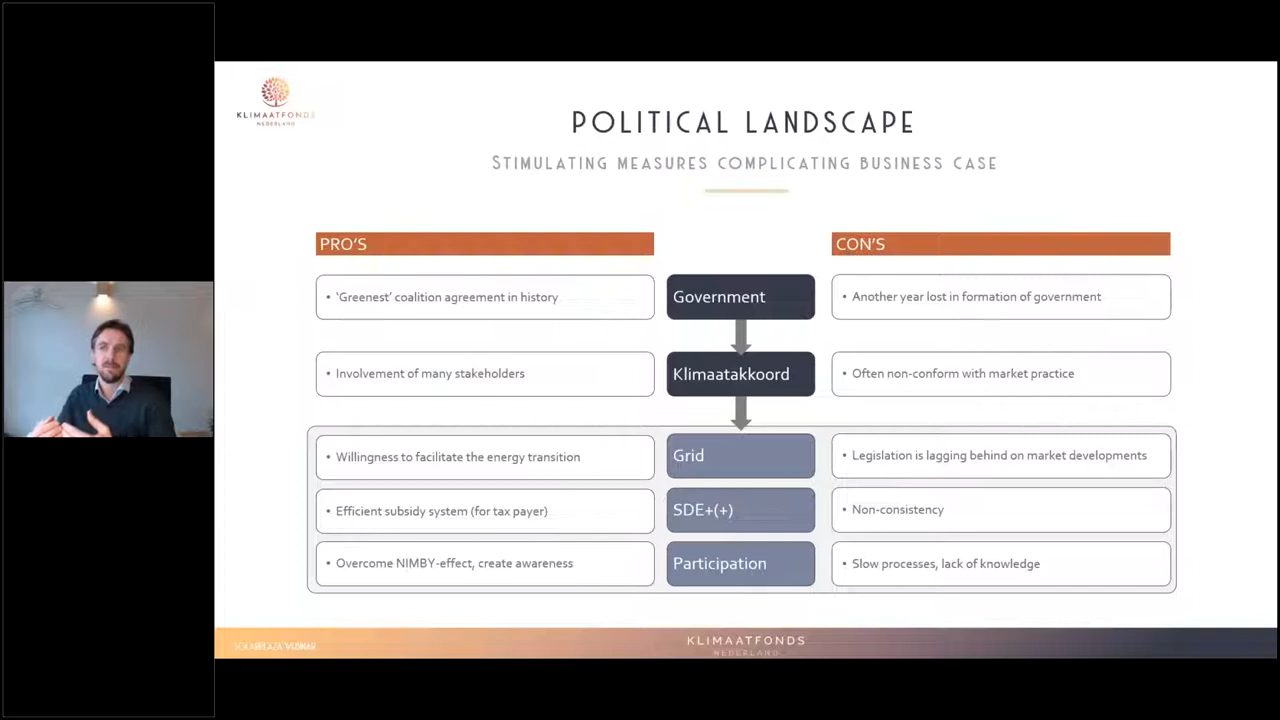 KLIMAATFONDS
NEDERLAND
POLITICAL LANDSCAPE
STIMULATING MEASURES COMPLICATING BUSINESS CASE
PRO'S
CON'S
• 'Greenest' coalition agreement in history
Government
• Another year lost in formation of government
• Involvement of many stakeholders
Klimaatakkoord
• Often non-conform with market practice
• Willingness to facilitate the energy transition
Grid
• Legislation is lagging behind on market developments
• Efficient subsidy system (for tax payer)
SDE+(+)
• Non-consistency
• Overcome NIMBY-effect, create awareness
Participation
• Slow processes, lack of knowledge
WEBINAR
KLIMAATFONDS
NEDERLAND